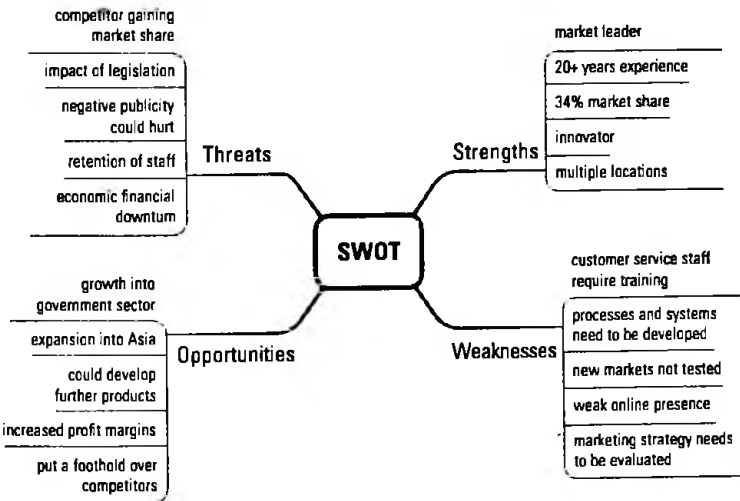 competitor gaining
market share
impact of legislation
negative publicity
could hurt
retention of staff
economic financial
downturn
Threats
market leader
20+ years experience
34% market share
innovator
multiple locations
Strengths
SWOT
growth into
government sector
expansion into Asia
could develop
further products
increased profit margins
put a foothold over
competitors
Opportunities
customer service staff
require training
processes and systems
need to be developed
new markets not tested
weak online presence
marketing strategy needs
to be evaluated
Weaknesses